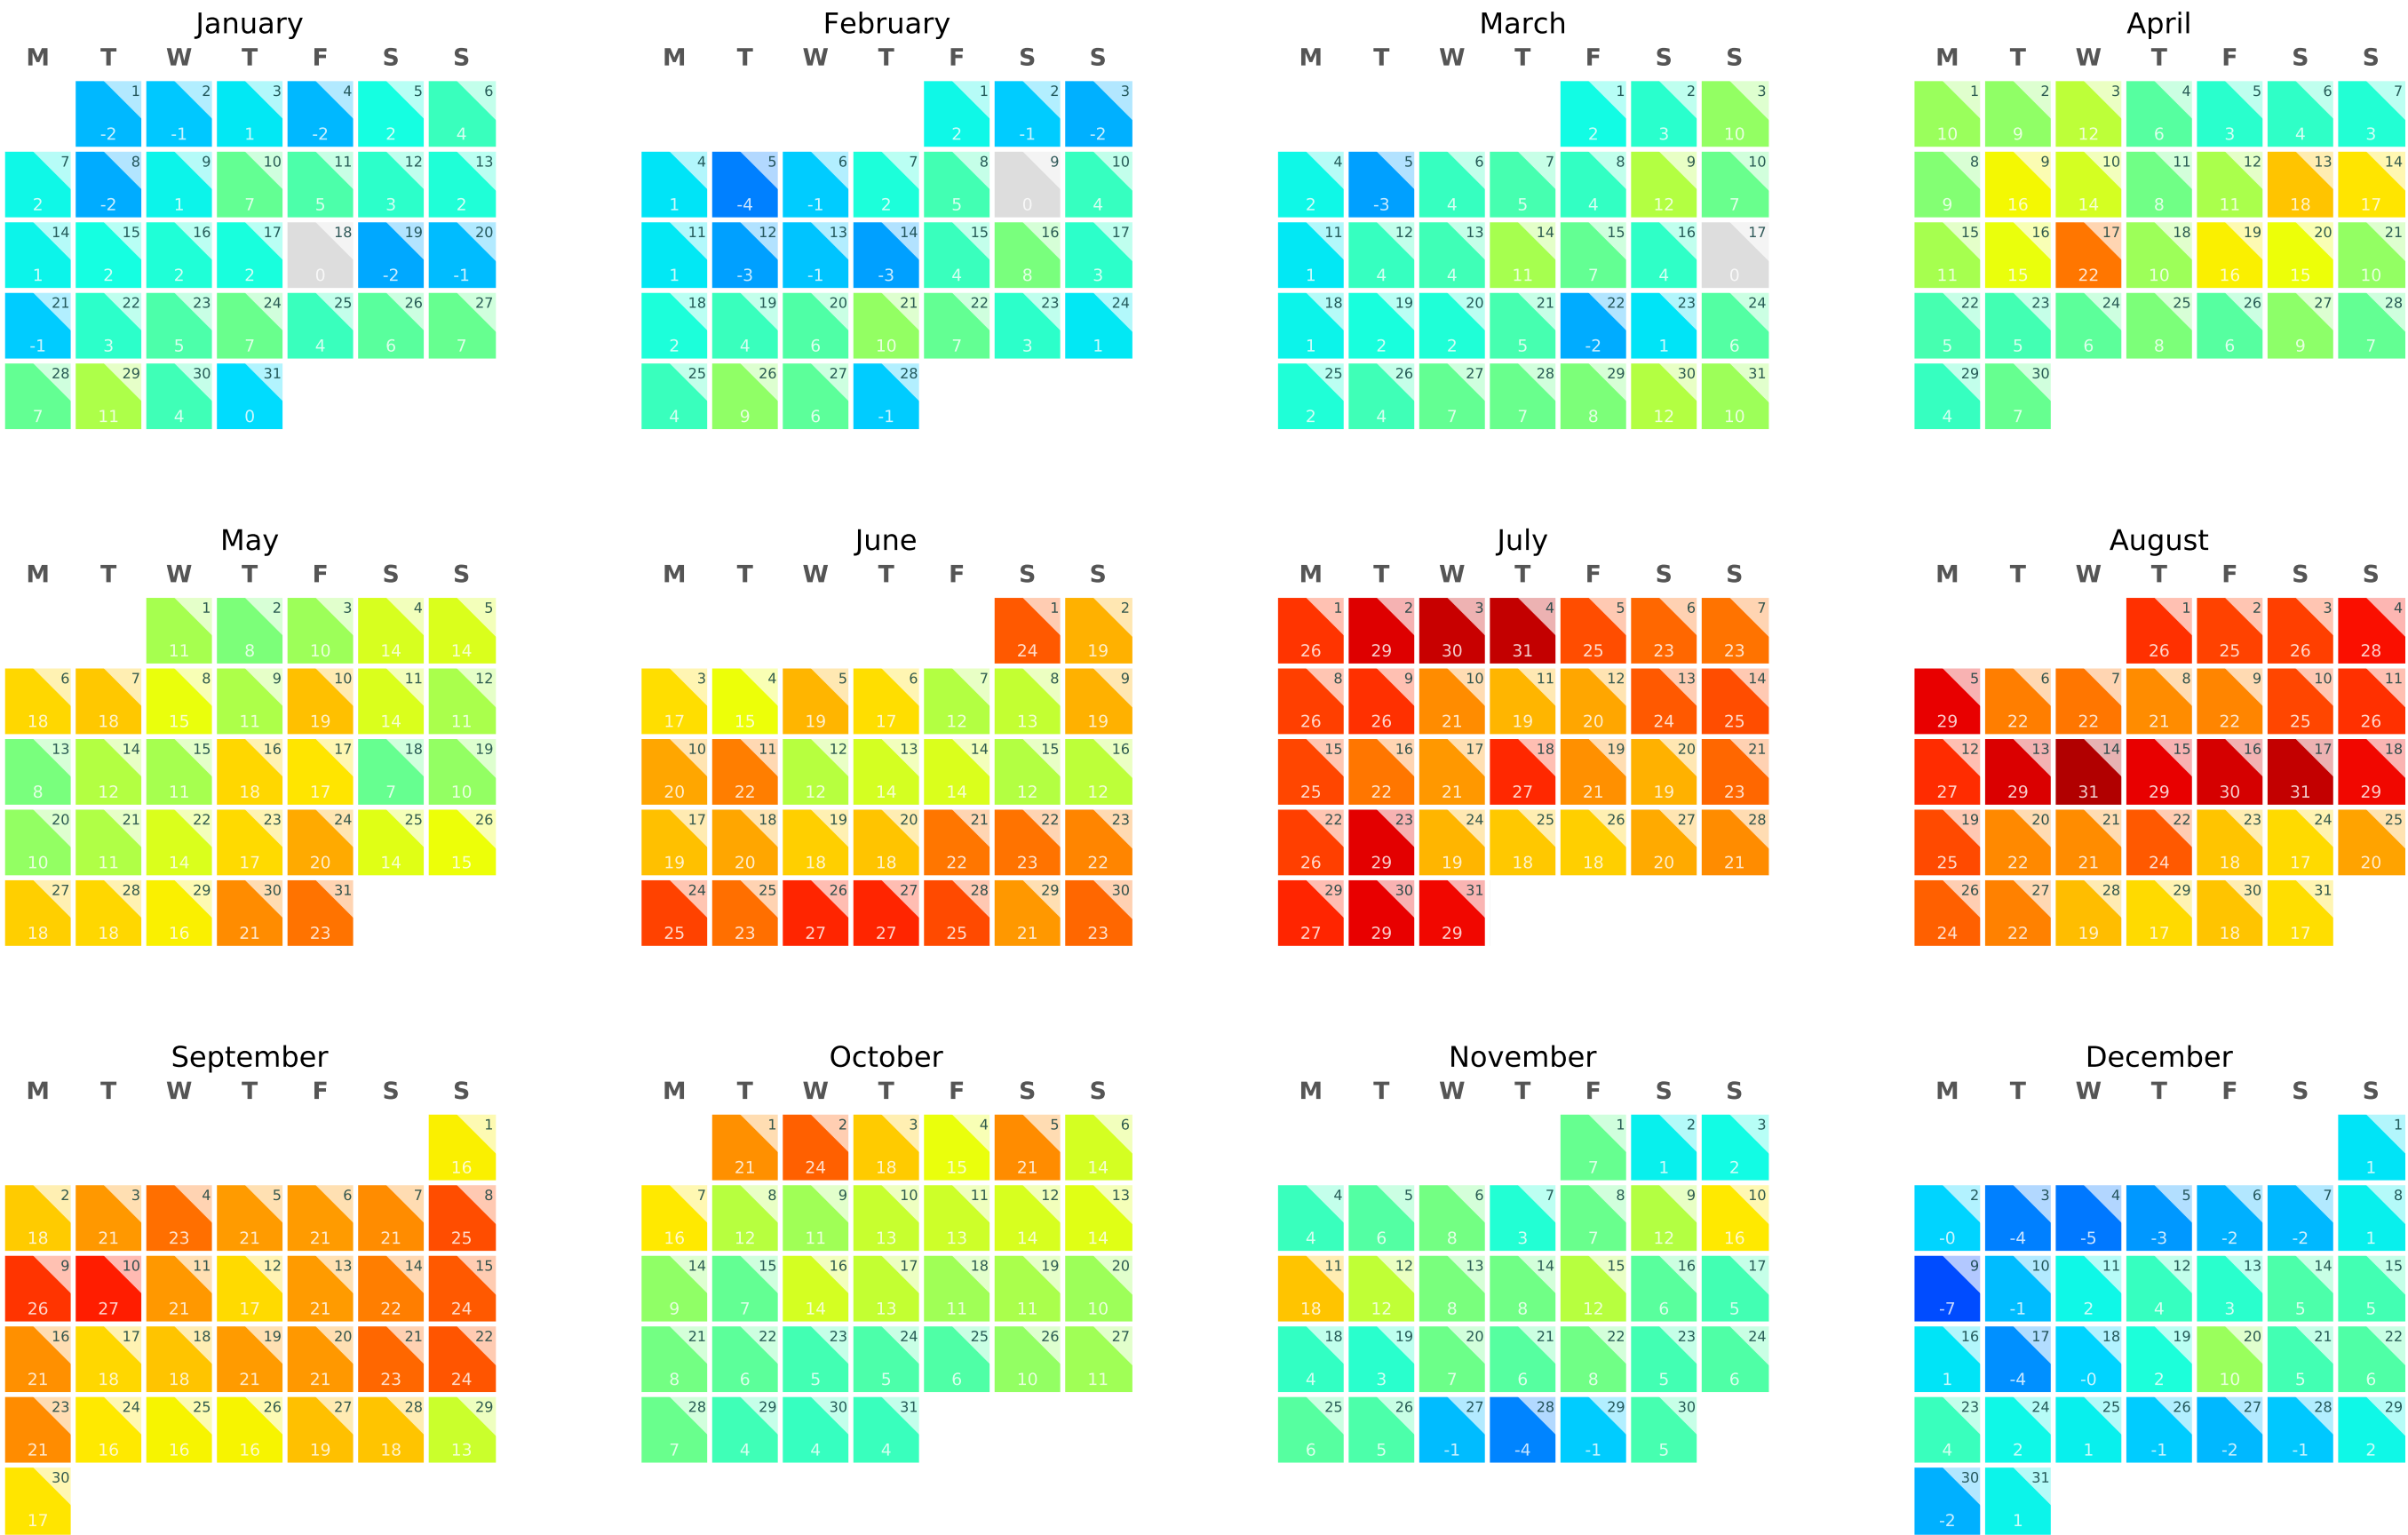 January February March April
M T W T F S S M T W T F S S M T W T F S S M T W T F S S
1 2 3 4 5 6 1 2 3 1 2 3 1 2 3 4 5 6 7
-2 -1 1 -2 2 4 2 -1 -2 2 3 10 10 9 12 6 3 4 3
7 8 9 10 11 12 13 4 5 6 7 8 9 10 4 5 6 7 8 9 10 8 9 10 11 12 13 14
2 -2 1 7 5 3 2 1 -4 -1 2 5 0 4 2 -3 4 5 4 12 7 9 16 14 8 11 18 17
14 15 16 17 18 19 20 11 12 13 14 15 16 17 11 12 13 14 15 16 17 15 16 17 18 19 20 21
1 2 2 2 0 -2 -1 1 -3 -1 -3 4 8 3 1 4 4 11 7 4 0 11 15 22 10 16 15 10
21 22 23 24 25 26 27 18 19 20 21 22 23 24 18 19 20 21 22 23 24 22 23 24 25 26 27 28
-1 3 5 7 4 6 7 2 4 6 10 7 3 1 1 2 2 5 -2 1 6 5 5 6 8 6 9 7
28 29 30 31 25 26 27 28 25 26 27 28 29 30 31 29 30
7 11 4 0 4 9 6 -1 2 4 7 7 8 12 10 4 7
May June July August
M T W T F S S M T W T F S S M T W T F S S M T W T F S S
1 2 3 4 5 1 2 1 2 3 4 5 6 7 1 2 3 4
11 8 10 14 14 24 19 26 29 30 31 25 23 23 26 25 26 28
6 7 8 9 10 11 12 3 4 5 6 7 8 9 8 9 10 11 12 13 14 5 6 7 8 9 10 11
18 18 15 11 19 14 11 17 15 19 17 12 13 19 26 26 21 19 20 24 25 29 22 22 21 22 25 26
13 14 15 16 17 18 19 10 11 12 13 14 15 16 15 16 17 18 19 20 21 12 13 14 15 16 17 18
8 12 11 18 17 7 10 20 22 12 14 14 12 12 25 22 21 27 21 19 23 27 29 31 29 30 31 29
20 21 22 23 24 25 26 17 18 19 20 21 22 23 22 23 24 25 26 27 28 19 20 21 22 23 24 25
10 11 14 17 20 14 15 19 20 18 18 22 23 22 26 29 19 18 18 20 21 25 22 21 24 18 17 20
27 28 29 30 31 24 25 26 27 28 29 30 29 30 31 26 27 28 29 30 31
18 18 16 21 23 25 23 27 27 25 21 23 27 29 29 24 22 19 17 18 17
September October November December
M T W T F S S M T W T F S S M T W T F S S M T W T F S S
1 1 2 3 4 5 6 1 2 3 1
16 21 24 18 15 21 14 7 1 2 1
2 3 4 5 6 7 8 7 8 9 10 11 12 13 4 5 6 7 8 9 10 2 3 4 5 6 7 8
18 21 23 21 21 21 25 16 12 11 13 13 14 14 4 6 8 3 7 12 16 -0 -4 -5 -3 -2 -2 1
9 10 11 12 13 14 15 14 15 16 17 18 19 20 11 12 13 14 15 16 17 9 10 11 12 13 14 15
26 27 21 17 21 22 24 9 7 14 13 11 11 10 18 12 8 8 12 6 5 -7 -1 2 4 3 5 5
16 17 18 19 20 21 22 21 22 23 24 25 26 27 18 19 20 21 22 23 24 16 17 18 19 20 21 22
21 18 18 21 21 23 24 8 6 5 5 6 10 11 4 3 7 6 8 5 6 1 -4 -0 2 10 5 6
23 24 25 26 27 28 29 28 29 30 31 25 26 27 28 29 30 23 24 25 26 27 28 29
21 16 16 16 19 18 13 7 4 4 4 6 5 -1 -4 -1 5 4 2 1 -1 -2 -1 2
30 30 31
17 -2 1